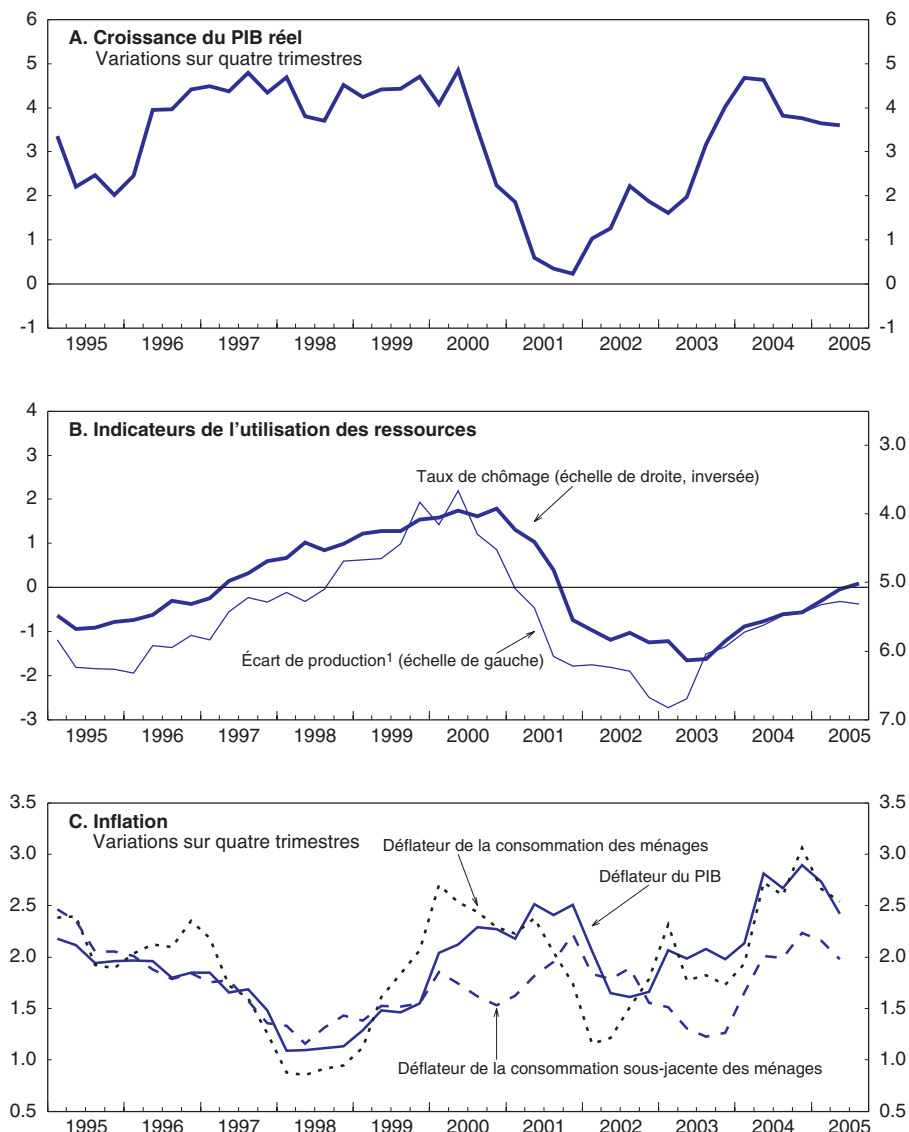 A. Croissance du PIB réel
Variations sur quatre trimestres
6 6
5 5
4 4
3 3
2 2
1 1
0 0
-1 -1
1995 1996 1997 1998 1999 2000 2001 2002 2003 2004 2005
B. Indicateurs de l'utilisation des ressources
4
3 3.0
Taux de chômage (échelle de droite, inversée)
2 4.0
1
0 5.0
-1 6.0
Écart de production1 (échelle de gauche)
-2
-3 7.0
1995 1996 1997 1998 1999 2000 2001 2002 2003 2004 2005
3.5 3.5
C. Inflation
Variations sur quatre trimestres
Déflateur de la consommation des ménages
3.0 3.0
Déflateur du PIB
2.5 2.5
2.0 2.0
1.5 1.5
1.0 1.0
Déflateur de la consommation sous-jacente des ménages
0.5 0.5
1995 1996 1997 1998 1999 2000 2001 2002 2003 2004 2005